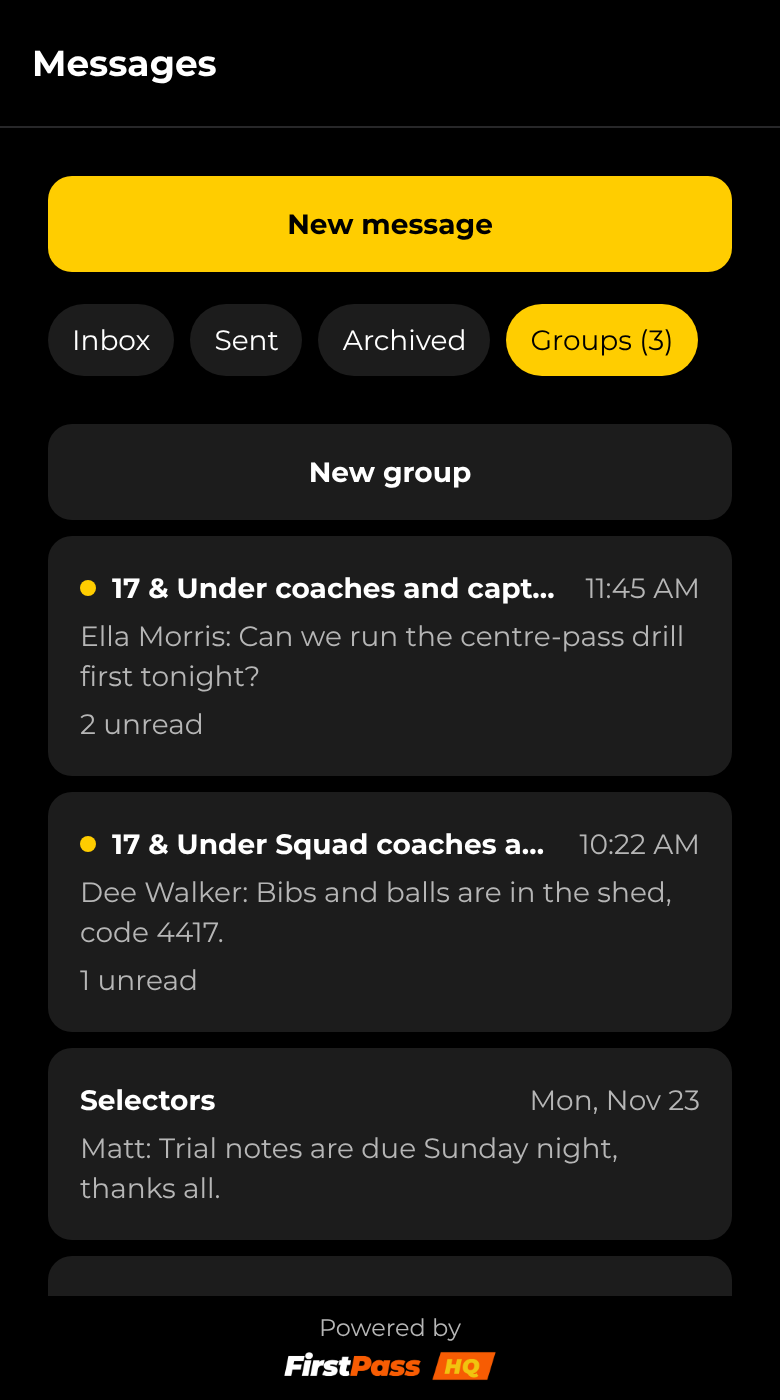 Messages
New message
Inbox Sent Archived Groups (3)
New group
17 & Under coaches and capt... 11:45 AM
Ella Morris: Can we run the centre-pass drill
first tonight?
2 unread
17 & Under Squad coaches a... 10:22 AM
Dee Walker: Bibs and balls are in the shed,
code 4417.
1 unread
Selectors Mon, Nov 23
Matt: Trial notes are due Sunday night,
thanks all.
Powered by
FirstPass HQ